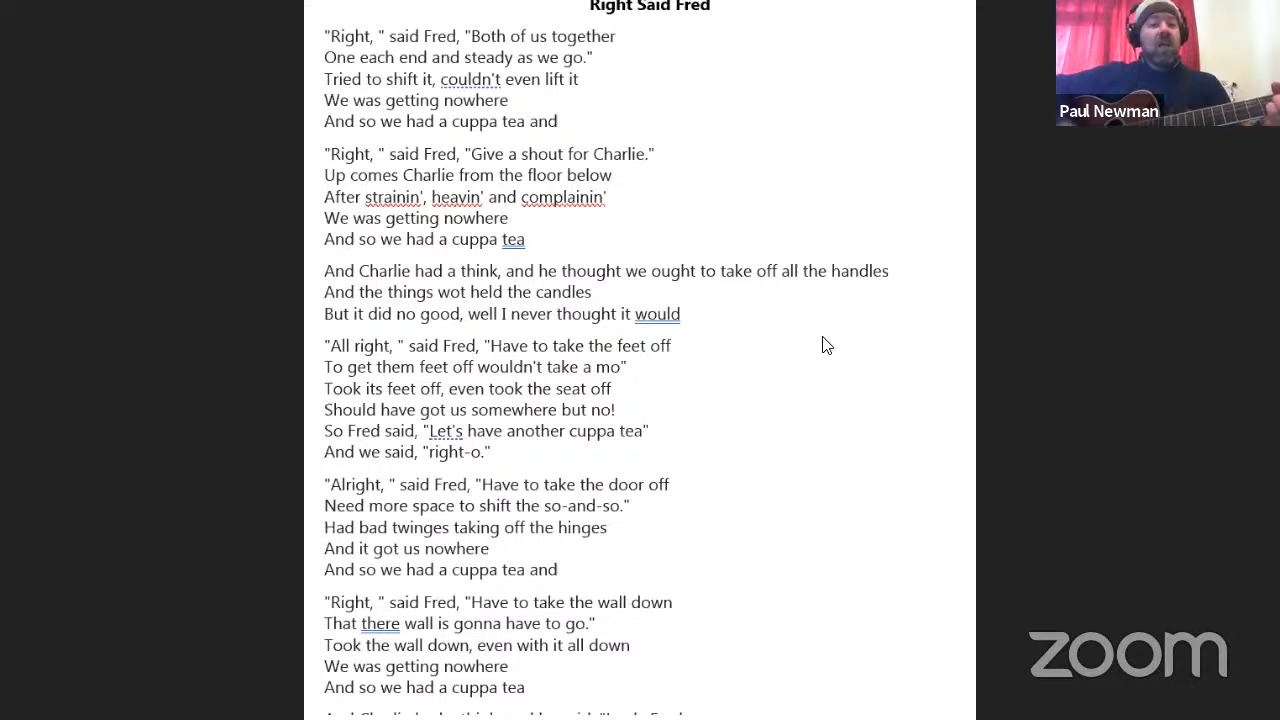 Right Said Fred
"Right, " said Fred, "Both of us together
One each end and steady as we go."
Tried to shift it, couldn't even lift it
We was getting nowhere
And so we had a cuppa tea and
"Right, " said Fred, "Give a shout for Charlie."
Up comes Charlie from the floor below
After strainin', heavin' and complainin'
We was getting nowhere
And so we had a cuppa tea
And Charlie had a think, and he thought we ought to take off all the handles
And the things wot held the candles
But it did no good, well I never thought it would
"All right, " said Fred, "Have to take the feet off
To get them feet off wouldn't take a mo"
Took its feet off, even took the seat off
Should have got us somewhere but no!
So Fred said, "Let's have another cuppa tea"
And we said, "right-o."
"Alright, " said Fred, "Have to take the door off
Need more space to shift the so-and-so."
Had bad twinges taking off the hinges
And it got us nowhere
And so we had a cuppa tea and
"Right, " said Fred, "Have to take the wall down
That there wall is gonna have to go."
Took the wall down, even with it all down
We was getting nowhere
And so we had a cuppa tea
Paul Newman
zoom